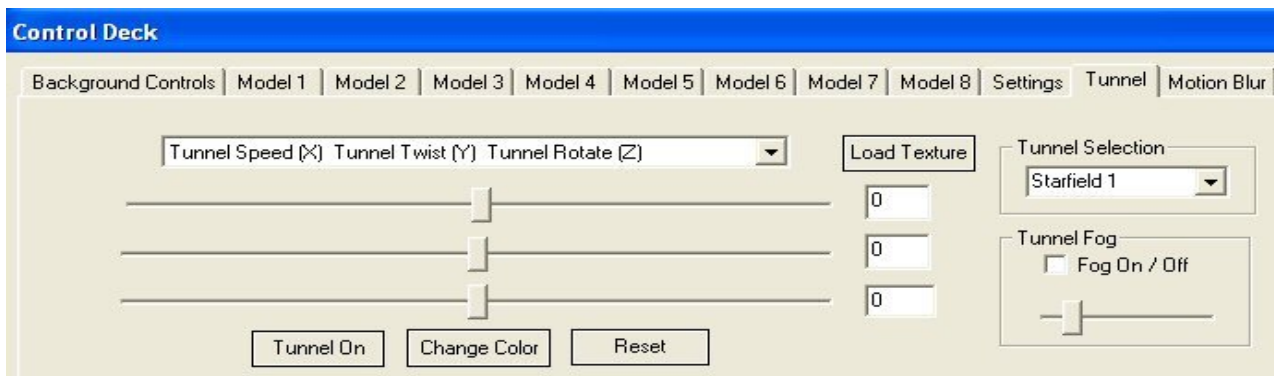 Control Deck
Background Controls Model 1 Model 2 Model 3 Model 4 Model 5 Model 6 Model 7 Model 8 Settings Tunnel Motion Blur
Tunnel Speed (X) Tunnel Twist (Y) Tunnel Rotate (Z)
Load Texture
Tunnel Selection
Starfield 1
0
0
0
Tunnel Fog
Fog On / Off
Tunnel On
Change Color
Reset